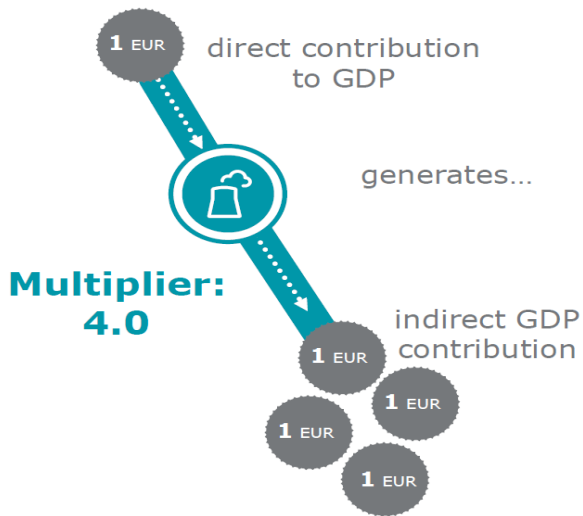 1 EUR
direct contribution
to GDP
generates...
Multiplier:
4.0
indirect GDP
contribution
1 EUR
1 EUR
1 EUR
1 EUR